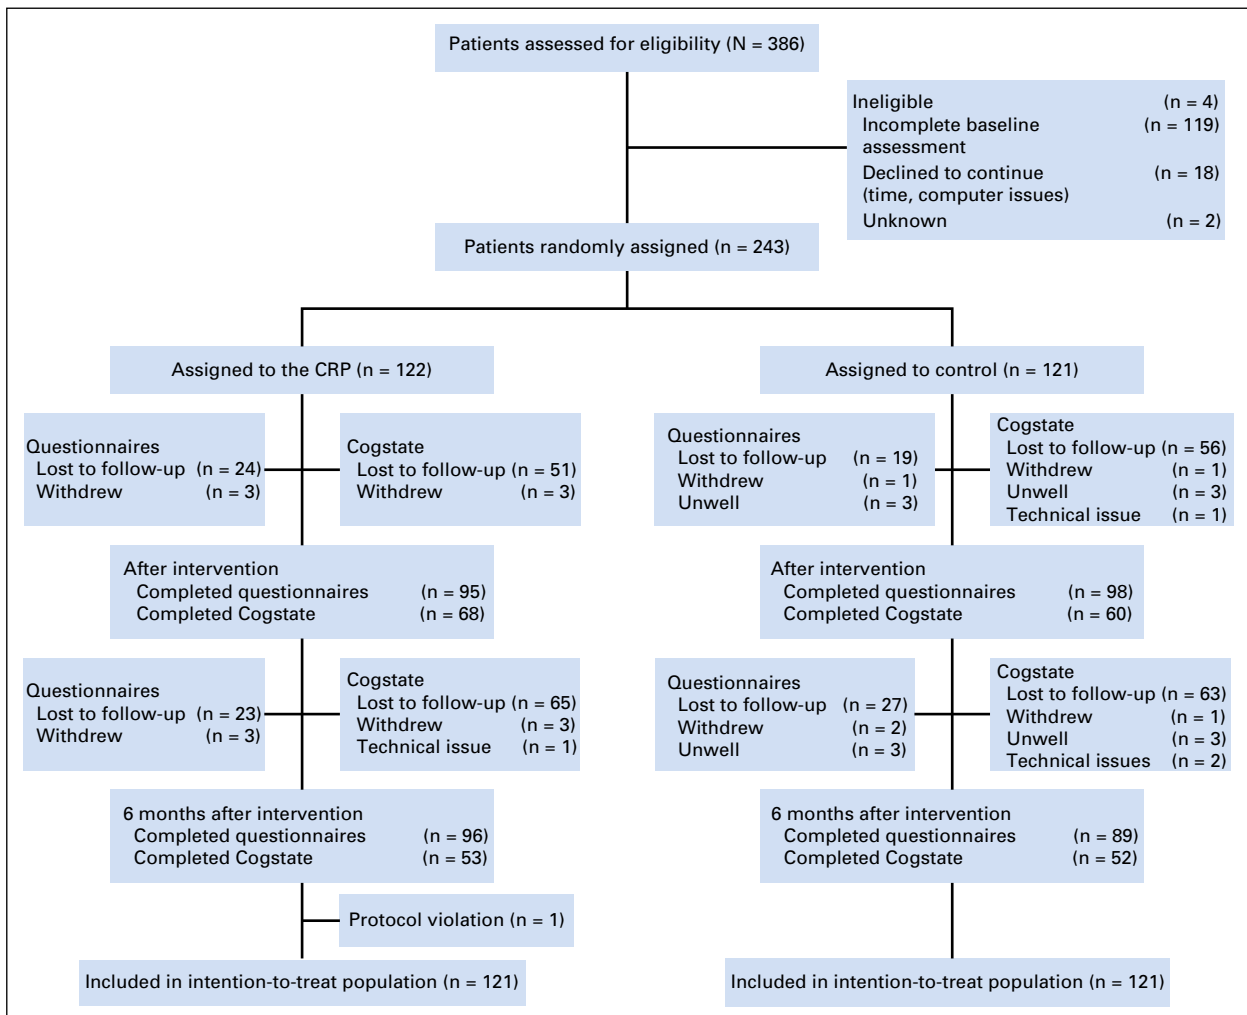 Patients assessed for eligibility (N = 386)
Ineligible (n = 4)
Incomplete baseline (n = 119)
assessment
Declined to continue (n = 18)
(time, computer issues)
Unknown (n = 2)
Patients randomly assigned (n = 243)
Assigned to the CRP (n = 122)
Assigned to control (n = 121)
Questionnaires
Lost to follow-up (n = 24)
Withdrew (n = 3)
Cogstate
Lost to follow-up (n = 51)
Withdrew (n = 3)
Questionnaires
Lost to follow-up (n = 19)
Withdrew (n = 1)
Unwell (n = 3)
Cogstate
Lost to follow-up (n = 56)
Withdrew (n = 1)
Unwell (n = 3)
Technical issue (n = 1)
After intervention
Completed questionnaires (n = 95)
Completed Cogstate (n = 68)
After intervention
Completed questionnaires (n = 98)
Completed Cogstate (n = 60)
Questionnaires
Lost to follow-up (n = 23)
Withdrew (n = 3)
Cogstate
Lost to follow-up (n = 65)
Withdrew (n = 3)
Technical issue (n = 1)
Questionnaires
Lost to follow-up (n = 27)
Withdrew (n = 2)
Unwell (n = 3)
Cogstate
Lost to follow-up (n = 63)
Withdrew (n = 1)
Unwell (n = 3)
Technical issues (n = 2)
6 months after intervention
Completed questionnaires (n = 96)
Completed Cogstate (n = 53)
6 months after intervention
Completed questionnaires (n = 89)
Completed Cogstate (n = 52)
Protocol violation (n = 1)
Included in intention-to-treat population (n = 121)
Included in intention-to-treat population (n = 121)